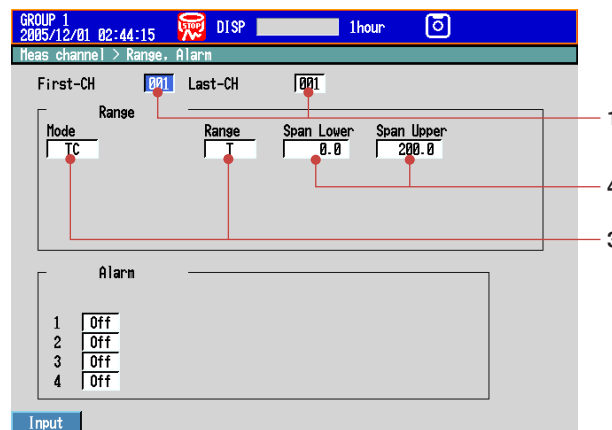 GROUP 1
2005/12/01 02:44:15 STOP DISP 1hour
Meas channel > Range, Alarm
First-CH 001 Last-CH 001
1
Range
Mode Range Span Lower Span Upper
TC T 0.0 200.0
4
3
Alarm
1 Off
2 Off
3 Off
4 Off
Input